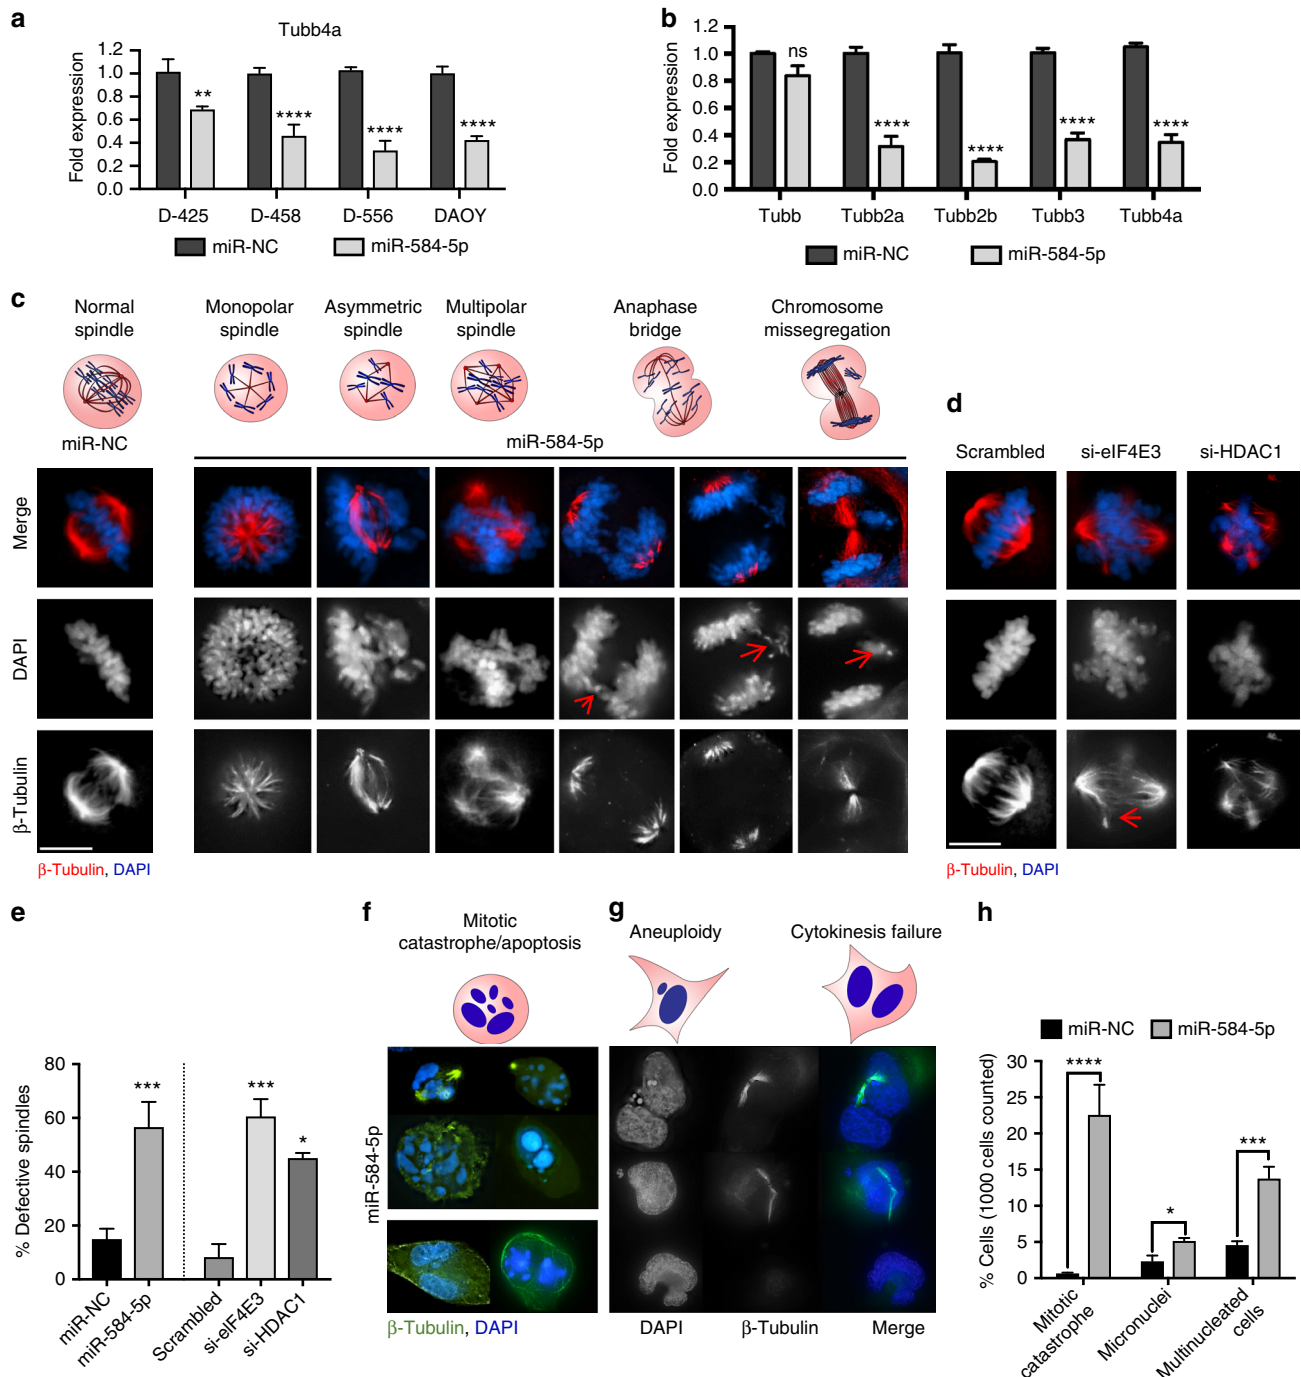 a
Tubb4a
Fold expression
1.2
1.0
0.8
0.6
0.4
0.2
0.0
**
****
****
****
D-425 D-458 D-556 DAOY
miR-NC miR-584-5p
b
Fold expression
1.2
1.0
0.8
0.6
0.4
0.2
0.0
ns
****
****
****
****
Tubb Tubb2a Tubb2b Tubb3 Tubb4a
miR-NC miR-584-5p
c
Normal spindle
Monopolar spindle
Asymmetric spindle
Multipolar spindle
Anaphase bridge
Chromosome missegregation
miR-NC
miR-584-5p
Merge
DAPI
β-Tubulin
β-Tubulin, DAPI
d
Scrambled si-eIF4E3 si-HDAC1
β-Tubulin, DAPI
e
% Defective spindles
80
60
40
20
0
***
***
*
miR-NC
miR-584-5p
Scrambled
si-eIF4E3
si-HDAC1
f
Mitotic
catastrophe/apoptosis
miR-584-5p
β-Tubulin, DAPI
g
Aneuploidy Cytokinesis failure
DAPI β-Tubulin Merge
h
miR-NC miR-584-5p
% Cells (1000 cells counted)
30
25
20
15
10
5
0
****
*
***
Mitotic
catastrophe
Micronuclei
Multinucleated
cells